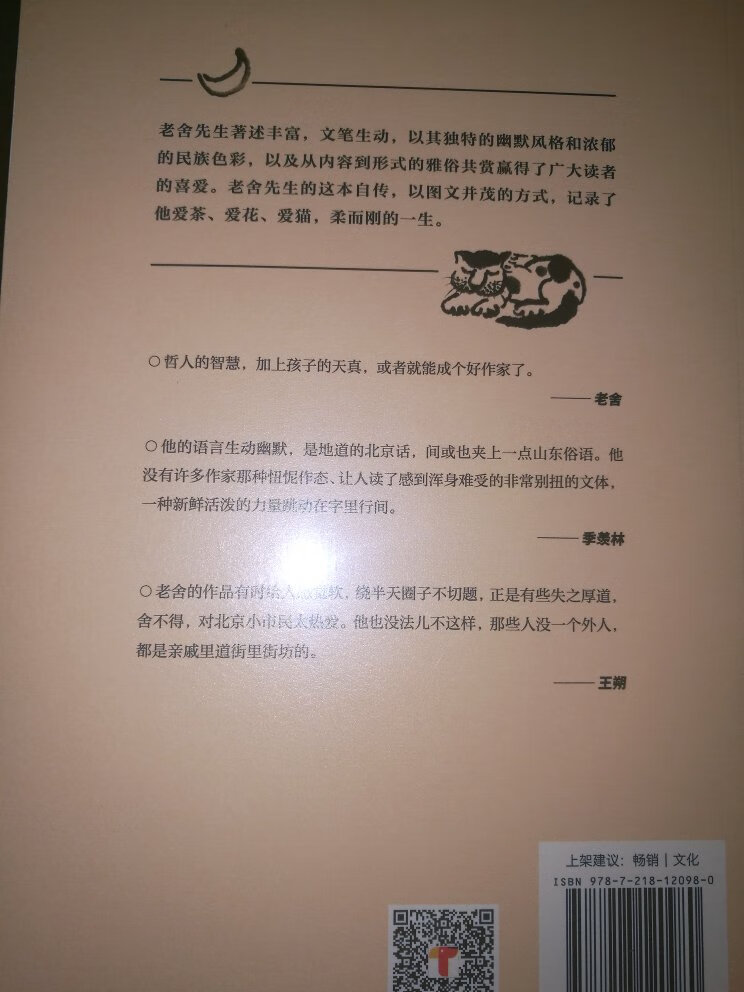 老舍先生著述丰富，文笔生动，以其独特的幽默风格和浓郁
的民族色彩，以及从内容到形式的雅俗共赏赢得了广大读者
的喜爱。老舍先生的这本自传，以图文并茂的方式，记录了
他爱茶、爱花、爱猫，柔而刚的一生。
○哲人的智慧，加上孩子的天真，或者就能成个好作家了。
——老舍
○他的语言生动幽默，是地道的北京话，间或也夹上一点山东俗语。他
没有许多作家那种忸怩作态、让人读了感到浑身难受的非常别扭的文体，
一种新鲜活泼的力量跳动在字里行间。
——季羡林
○老舍的作品有时给人感觉软，绕半天圈子不切题，正是有些失之厚道，
舍不得，对北京小市民太热爱。他也没法儿不这样，那些人没一个外人，
都是亲戚里道街里街坊的。
——王朔
上架建议：畅销｜文化
ISBN 978-7-218-12098-0